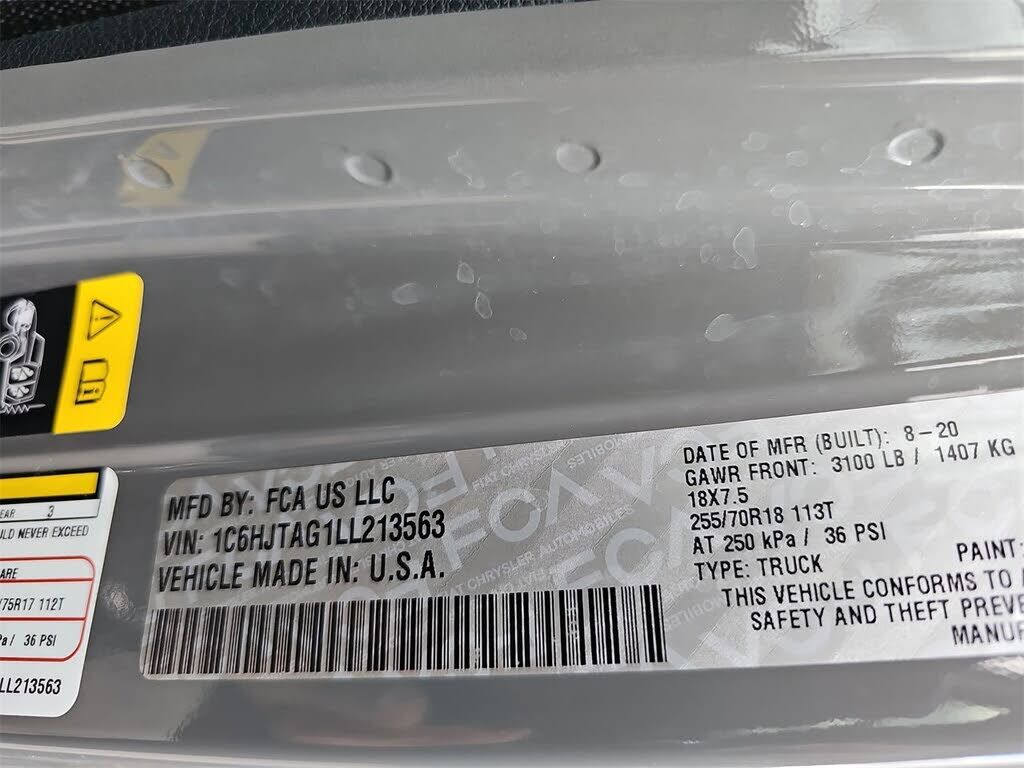 EAR 3
ULD NEVER EXCEED
ARE
/75R17 112T
Pa / 36 PSI
LL213563
MFD BY: FCA US LLC
VIN: 1C6HJTAG1LL213563
VEHICLE MADE IN: U.S.A.
DATE OF MFR (BUILT): 8-20
GAWR FRONT: 3100 LB / 1407 KG
18X7.5
255/70R18 113T
AT 250 kPa / 36 PSI
TYPE: TRUCK
PAINT:
THIS VEHICLE CONFORMS TO A
SAFETY AND THEFT PREVE
MANUF